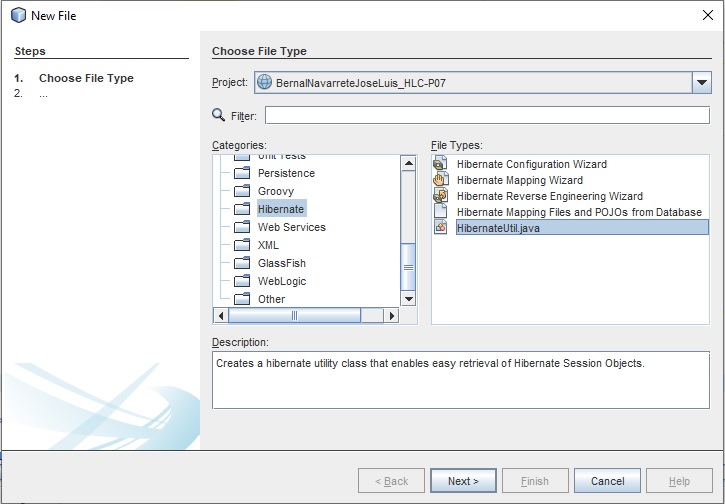 New File
Steps
1. Choose File Type
2. ...
Choose File Type
Project: BernalNavarreteJoseLuis_HLC-P07
Filter:
Categories:
Unit Tests
Persistence
Groovy
Hibernate
Web Services
XML
GlassFish
WebLogic
Other
File Types:
Hibernate Configuration Wizard
Hibernate Mapping Wizard
Hibernate Reverse Engineering Wizard
Hibernate Mapping Files and POJOs from Database
HibernateUtil.java
Description:
Creates a hibernate utility class that enables easy retrieval of Hibernate Session Objects.
< Back Next > Finish Cancel Help